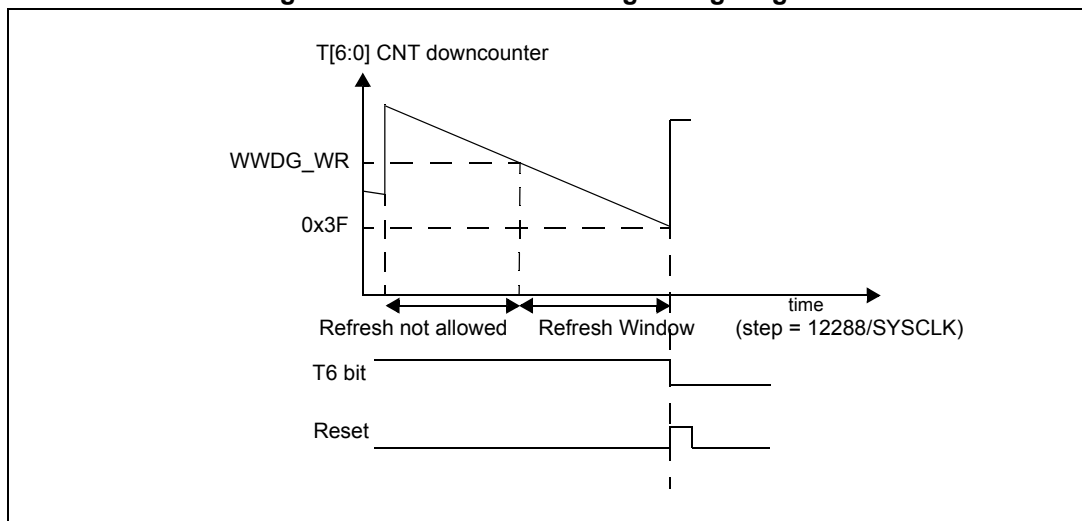 T[6:0] CNT downcounter
WWDG_WR
0x3F
time
Refresh not allowed Refresh Window (step = 12288/SYSCLK)
T6 bit
Reset